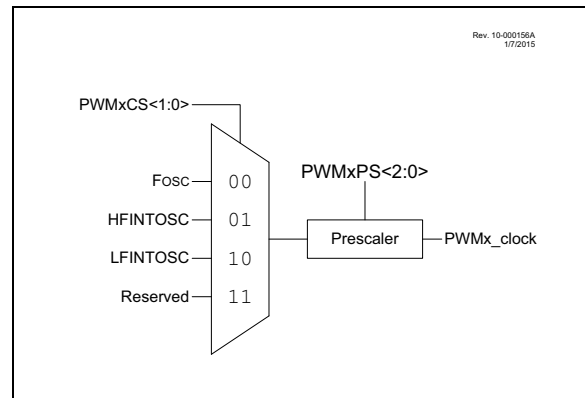 Rev. 10-000156A
1/7/2015
PWMxCS<1:0>
PWMxPS<2:0>
FOSC 00
HFINTOSC 01
Prescaler PWMx_clock
LFINTOSC 10
Reserved 11